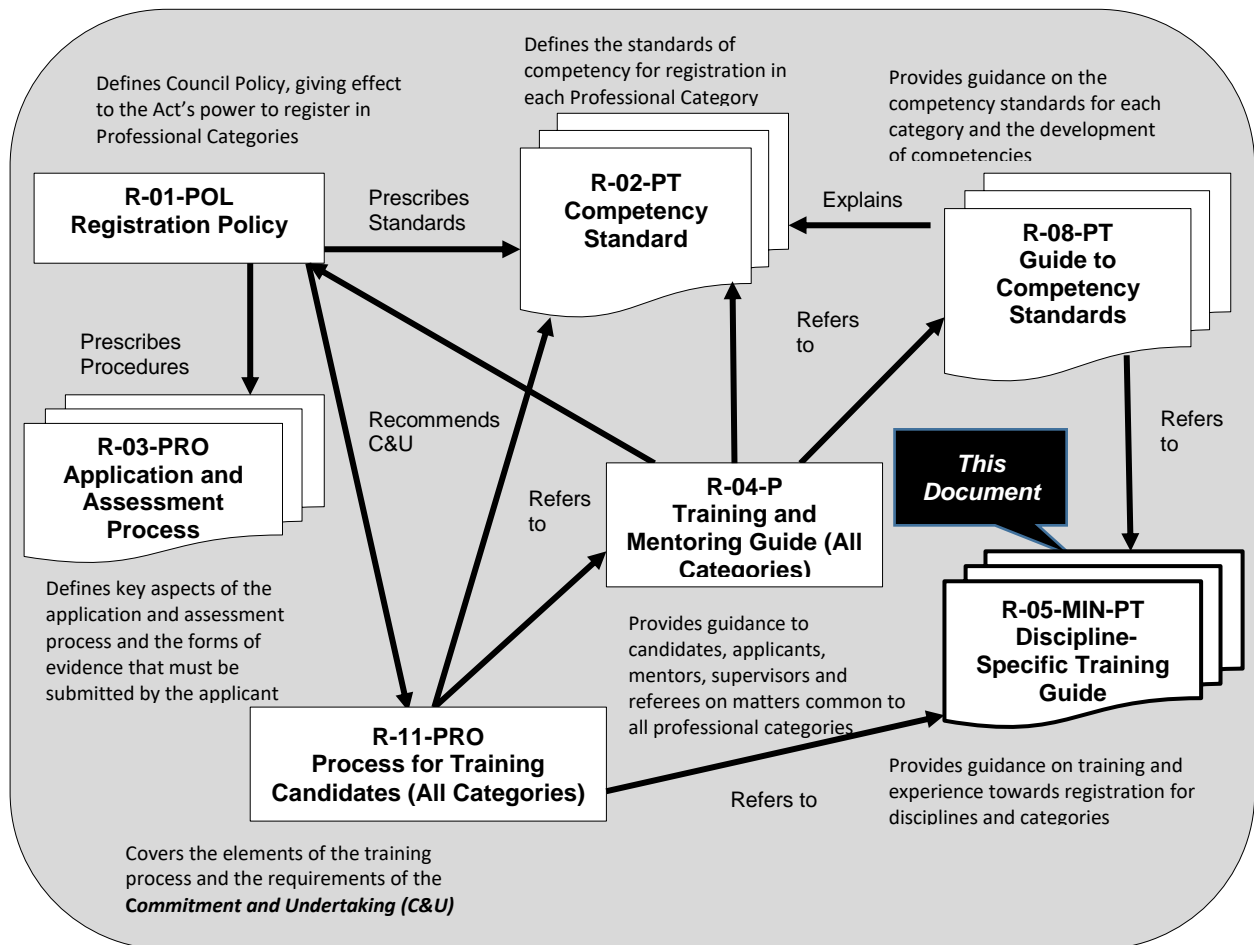 Defines Council Policy, giving effect
to the Act’s power to register in
Professional Categories
Defines the standards of
competency for registration in
each Professional Category
Provides guidance on the
competency standards for each
category and the development
of competencies
R-01-POL
Registration Policy
Prescribes
Standards
R-02-PT
Competency
Standard
Explains
R-08-PT
Guide to
Competency
Standards
Prescribes
Procedures
Refers
to
R-03-PRO
Application and
Assessment
Process
Recommends
C&U
Refers
to
Refers
to
This
Document
R-04-P
Training and
Mentoring Guide (All
Categories)
R-05-MIN-PT
Discipline-
Specific Training
Guide
Defines key aspects of the
application and assessment
process and the forms of
evidence that must be
submitted by the applicant
Provides guidance to
candidates, applicants,
mentors, supervisors and
referees on matters common to
all professional categories
R-11-PRO
Process for Training
Candidates (All Categories)
Refers to
Provides guidance on training and
experience towards registration for
disciplines and categories
Covers the elements of the training
process and the requirements of the
Commitment and Undertaking (C&U)